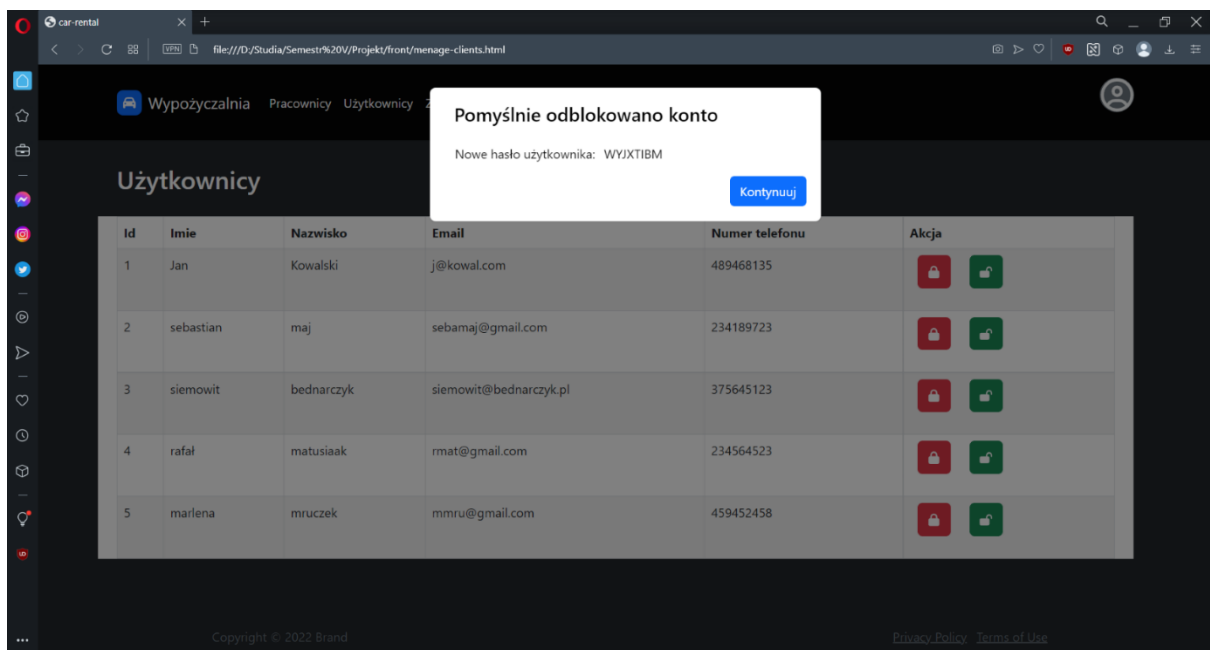 car-rental
VPN file:///D:/Studia/Semestr%20V/Projekt/front/menage-clients.html
Wypożyczalnia Pracownicy Użytkownicy
Pomyślnie odblokowano konto
Nowe hasło użytkownika: WYJXTIBM
Kontynuuj
Użytkownicy
Id Imie Nazwisko Email Numer telefonu Akcja
1 Jan Kowalski j@kowal.com 489468135
2 sebastian maj sebamaj@gmail.com 234189723
3 siemowit bednarczyk siemowit@bednarczyk.pl 375645123
4 rafał matusiaak rmat@gmail.com 234564523
5 marlena mruczek mmru@gmail.com 459452458
Copyright © 2022 Brand Privacy Policy Terms of Use